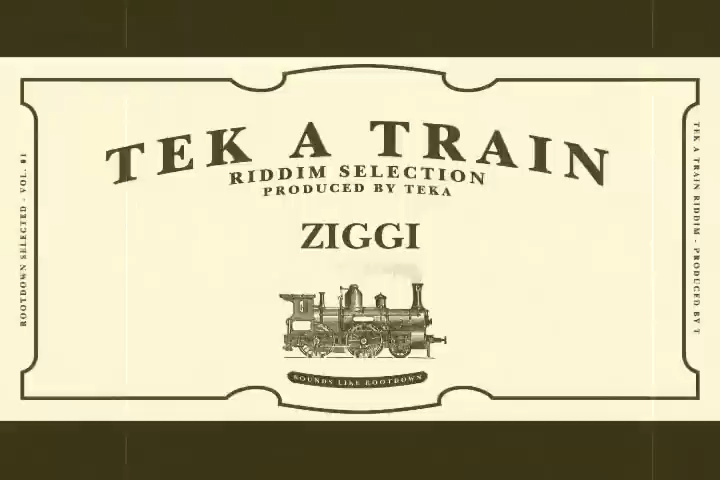 TEK A TRAIN
RIDDIM SELECTION
PRODUCED BY TEKA
ZIGGI
SOUNDS LIKE ROOTDOWN
ROOTDOWN SELECTED - VOL. 01
TEK A TRAIN RIDDIM - PRODUCED BY T